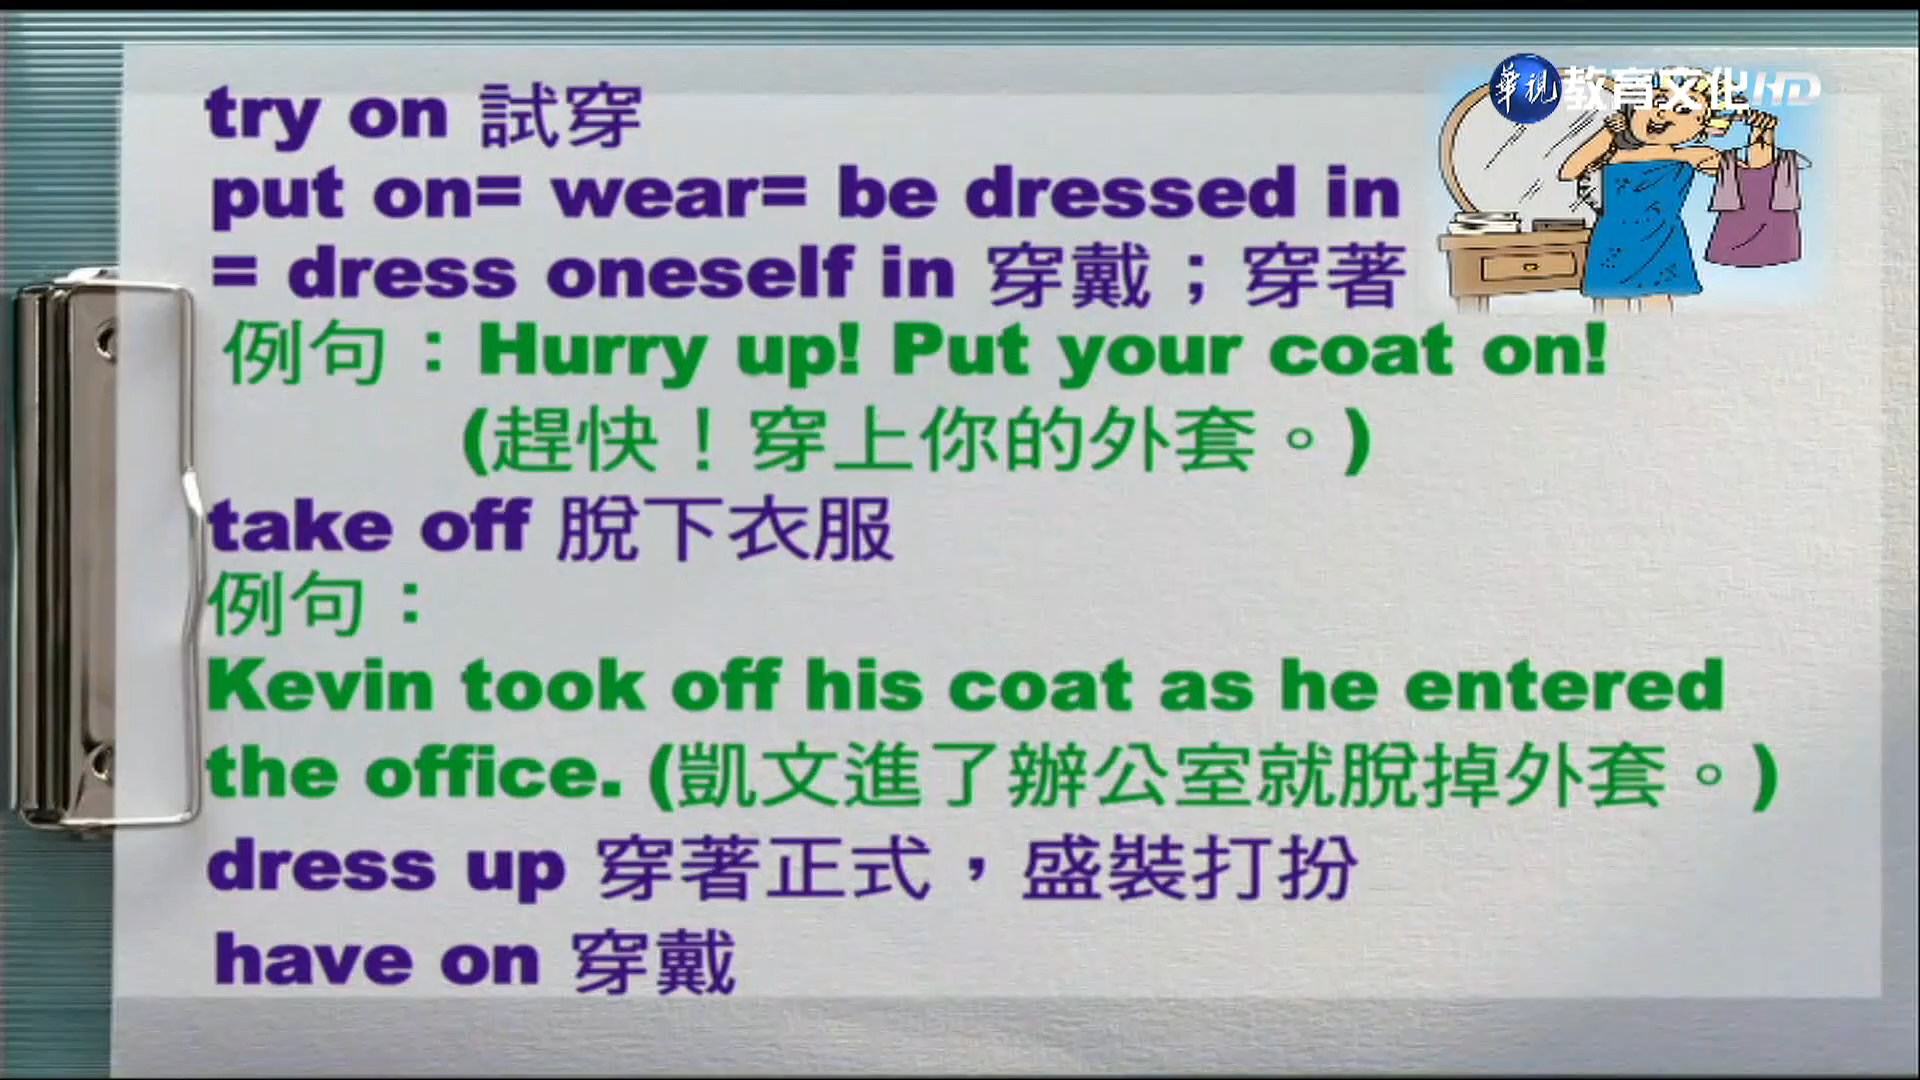 華視 教育文化HD
try on 試穿
put on= wear= be dressed in
= dress oneself in 穿戴；穿著
例句：Hurry up! Put your coat on!
(趕快！穿上你的外套。)
take off 脫下衣服
例句：
Kevin took off his coat as he entered
the office. (凱文進了辦公室就脫掉外套。)
dress up 穿著正式，盛裝打扮
have on 穿戴